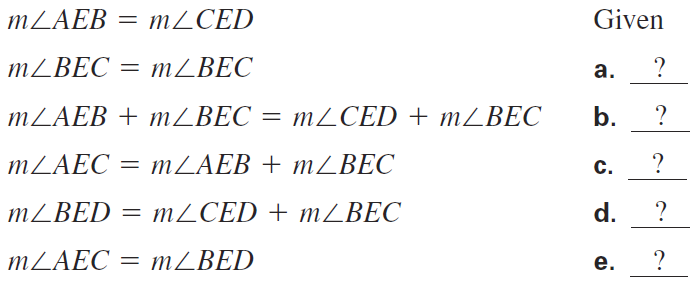 m∠AEB = m∠CED Given
m∠BEC = m∠BEC a. ?
m∠AEB + m∠BEC = m∠CED + m∠BEC b. ?
m∠AEC = m∠AEB + m∠BEC c. ?
m∠BED = m∠CED + m∠BEC d. ?
m∠AEC = m∠BED e. ?